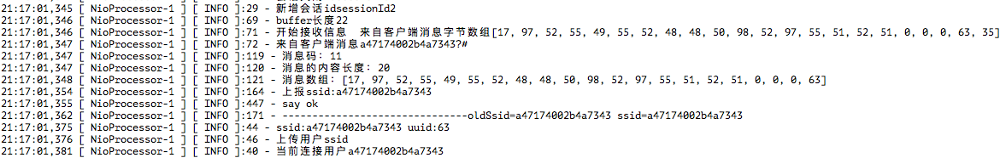 21:17:01,345 [ NioProcessor-1 ] [ INFO ]:29 - 新增会话idsessionId2
21:17:01,346 [ NioProcessor-1 ] [ INFO ]:69 - buffer长度22
21:17:01,346 [ NioProcessor-1 ] [ INFO ]:71 - 开始接收信息 来自客户端消息字节数组[17, 97, 52, 55, 49, 55, 52, 48, 48, 50, 98, 52, 97, 55, 51, 52, 51, 0, 0, 0, 63, 35]
21:17:01,347 [ NioProcessor-1 ] [ INFO ]:72 - 来自客户端消息a47174002b4a7343?#
21:17:01,347 [ NioProcessor-1 ] [ INFO ]:119 - 消息码：11
21:17:01,347 [ NioProcessor-1 ] [ INFO ]:120 - 消息的内容长度：20
21:17:01,348 [ NioProcessor-1 ] [ INFO ]:121 - 消息数组：[17, 97, 52, 55, 49, 55, 52, 48, 48, 50, 98, 52, 97, 55, 51, 52, 51, 0, 0, 0, 63]
21:17:01,354 [ NioProcessor-1 ] [ INFO ]:164 - 上报ssid:a47174002b4a7343
21:17:01,355 [ NioProcessor-1 ] [ INFO ]:447 - say ok
21:17:01,362 [ NioProcessor-1 ] [ INFO ]:171 - -------------------------------oldSsid=a47174002b4a7343 ssid=a47174002b4a7343
21:17:01,375 [ NioProcessor-1 ] [ INFO ]:44 - ssid:a47174002b4a7343 uuid:63
21:17:01,376 [ NioProcessor-1 ] [ INFO ]:46 - 上传用户ssid
21:17:01,381 [ NioProcessor-1 ] [ INFO ]:40 - 当前连接用户a47174002b4a7343